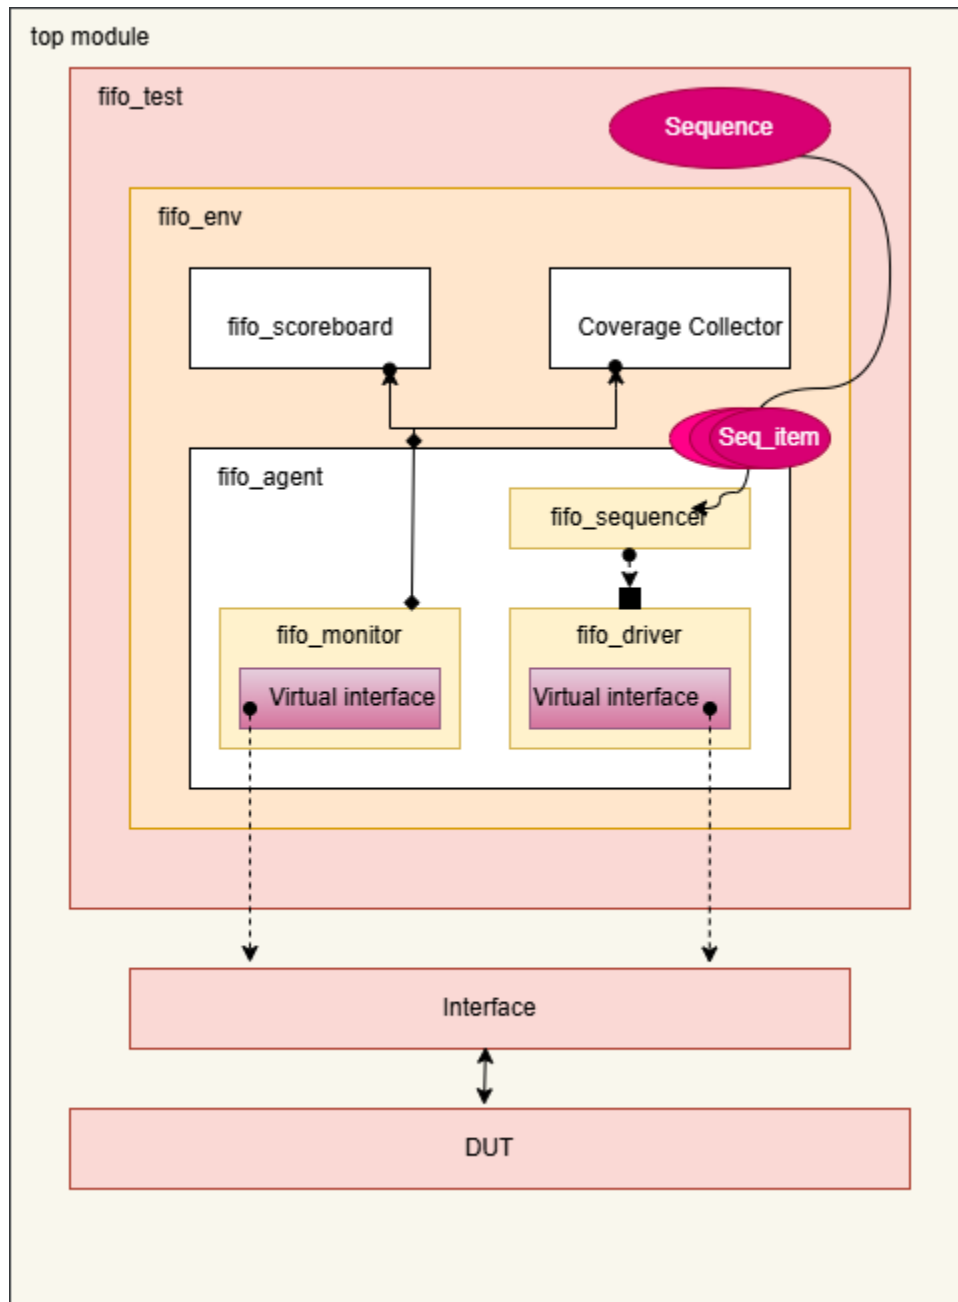 top module
fifo_test
Sequence
fifo_env
fifo_scoreboard
Coverage Collector
Seq_item
fifo_agent
fifo_sequencer
fifo_monitor
fifo_driver
Virtual interface
Virtual interface
Interface
DUT